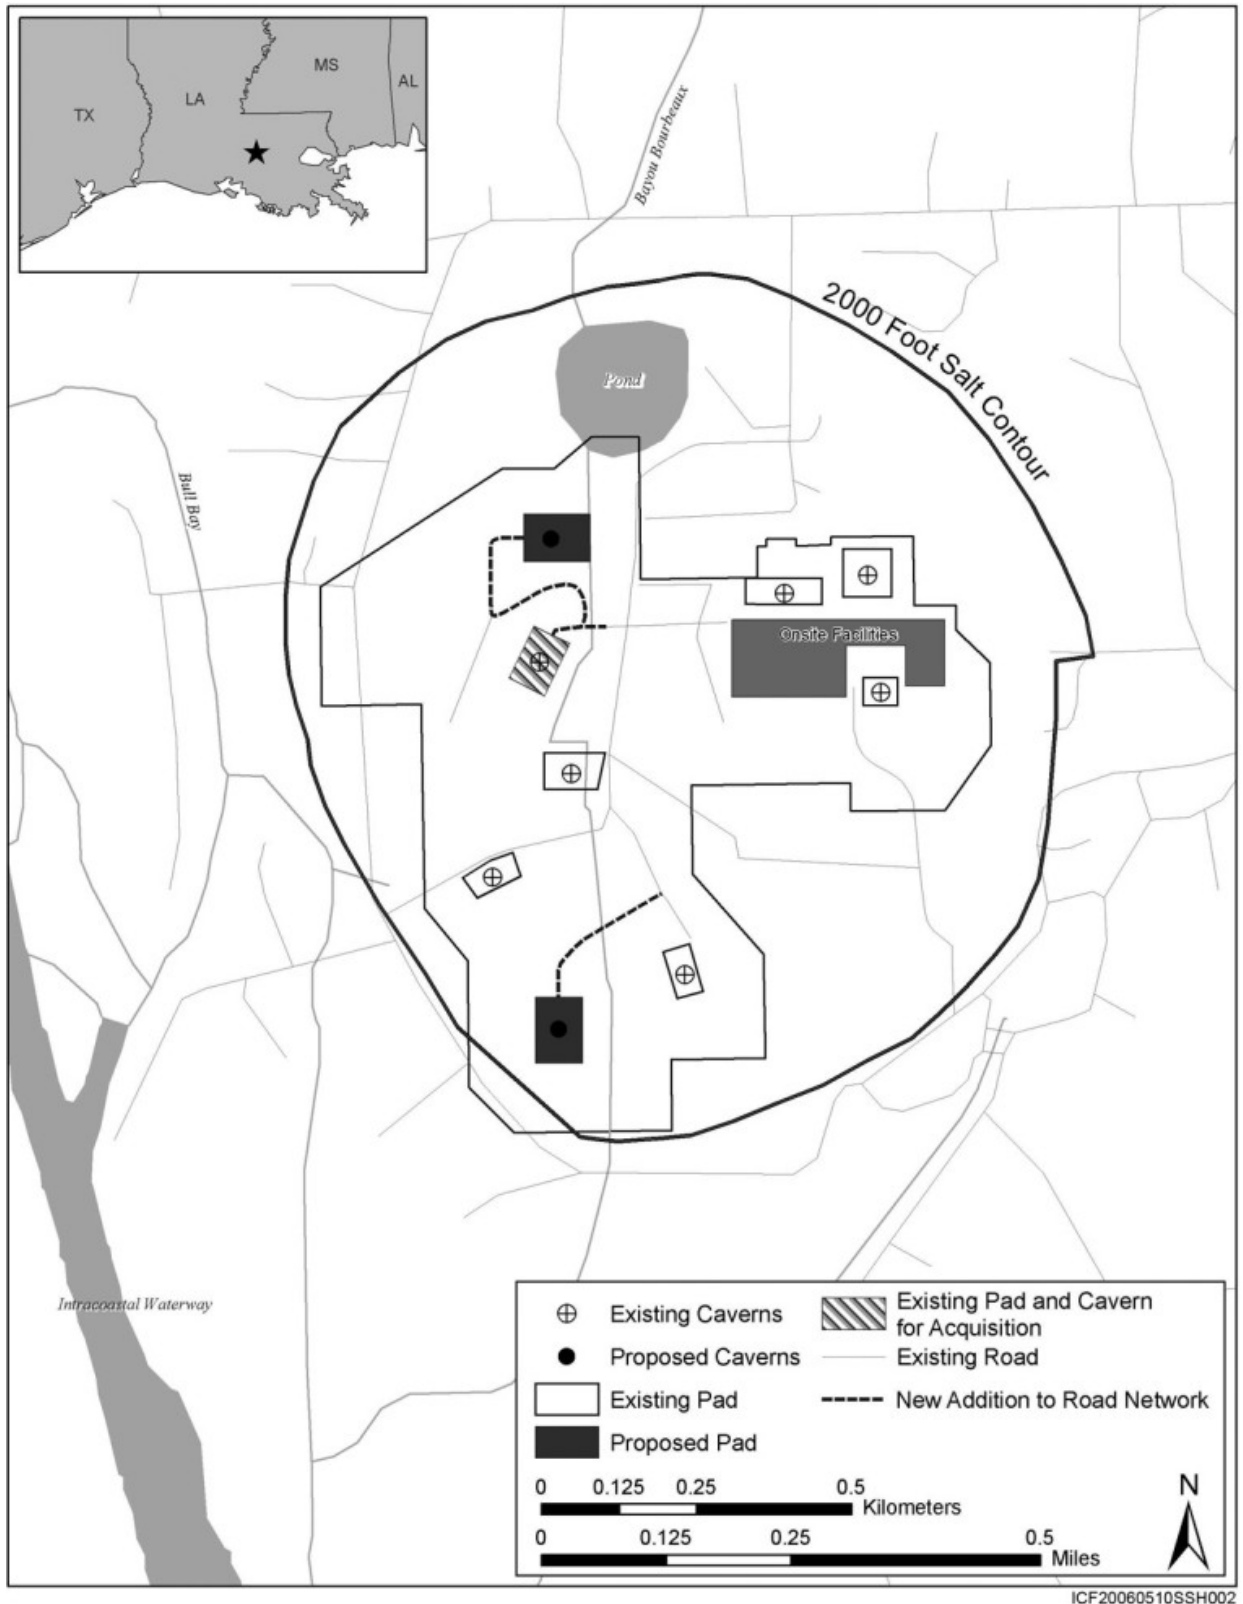 TX
LA
MS
AL
Bayou Bourbeaux
2000 Foot Salt Contour
Pond
Bull Bay
Onsite Facilities
Intracoastal Waterway
Existing Caverns
Proposed Caverns
Existing Pad
Proposed Pad
Existing Pad and Cavern
for Acquisition
Existing Road
New Addition to Road Network
0 0.125 0.25 0.5
Kilometers
0 0.125 0.25 0.5
Miles
N
ICF20060510SSH002